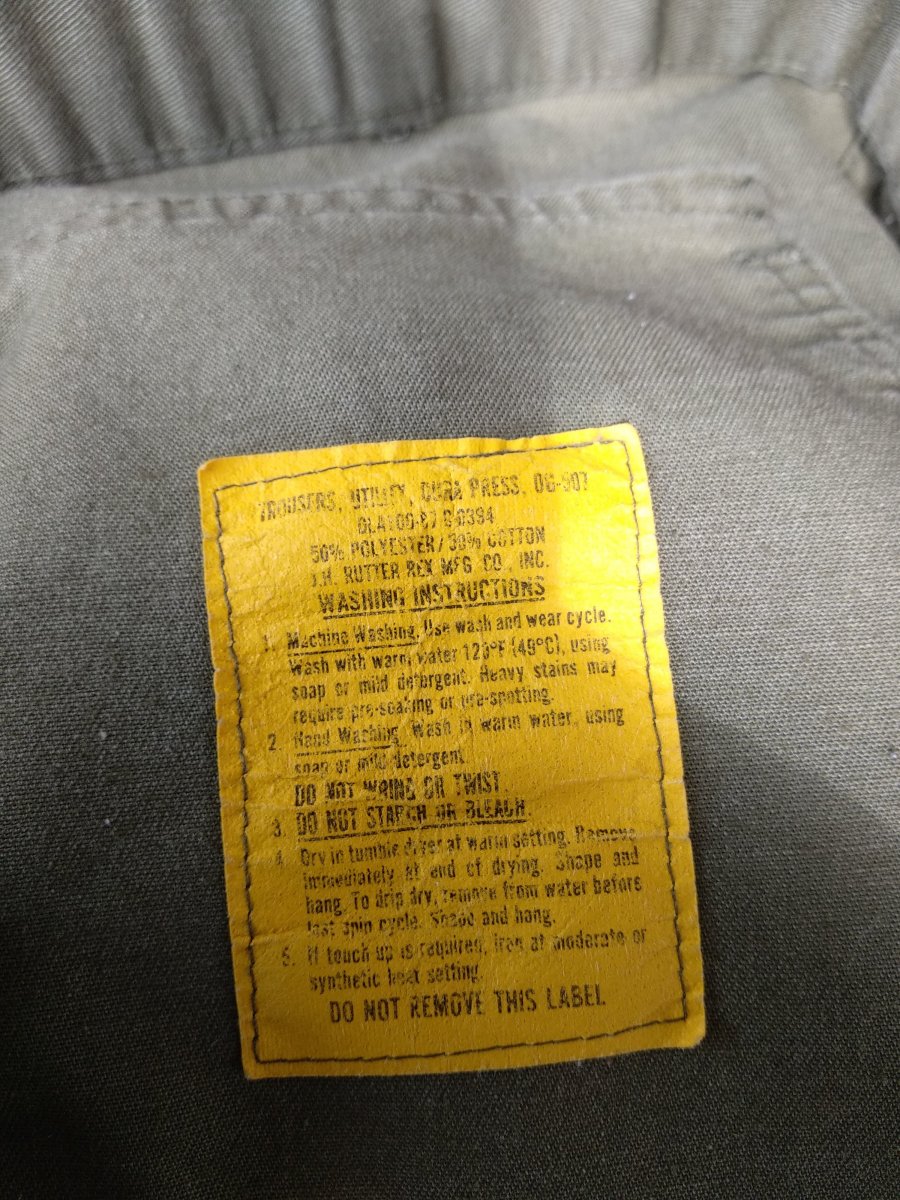 TROUSERS, UTILITY, DURA PRESS, OG-507
DLA100-87-C-0394
50% POLYESTER/50% COTTON
J.H. RUTTER REX MFG. CO. INC.
WASHING INSTRUCTIONS
1. Machine Washing. Use wash and wear cycle.
Wash with warm water 120°F (49°C), using
soap or mild detergent. Heavy stains may
require pre-soaking or pre-spotting.
2. Hand Washing. Wash in warm water, using
soap or mild detergent.
DO NOT WRING OR TWIST.
3. DO NOT STARCH OR BLEACH.
4. Dry in tumble dryer at warm setting. Remove
immediately at end of drying. Shape and
hang. To drip dry, remove from water before
last spin cycle. Shape and hang.
5. If touch up is required, iron at moderate or
synthetic heat setting.
DO NOT REMOVE THIS LABEL